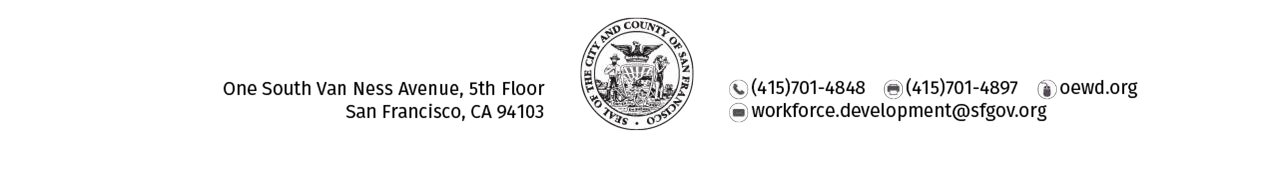 One South Van Ness Avenue, 5th Floor
San Francisco, CA 94103
SEAL OF THE CITY AND COUNTY OF SAN FRANCISCO
(415)701-4848 (415)701-4897 oewd.org
workforce.development@sfgov.org